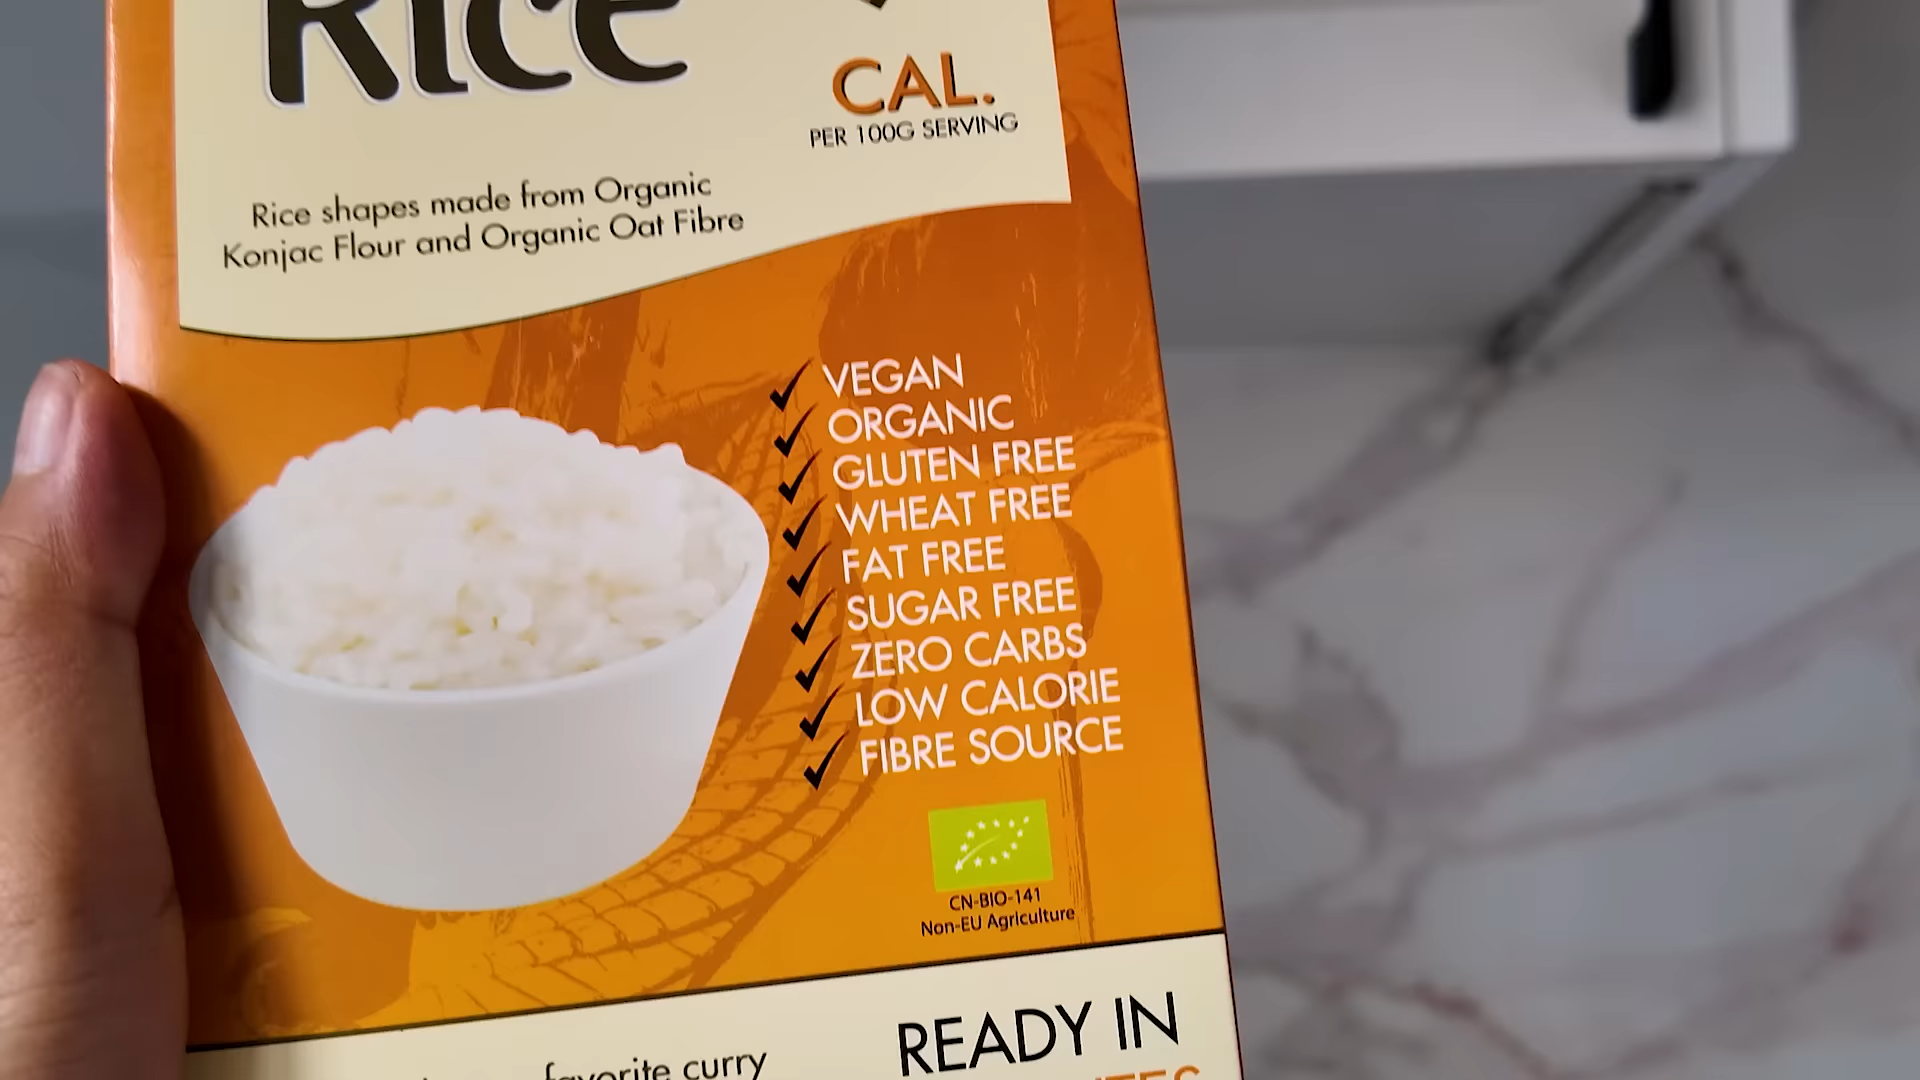 Rice
CAL.
PER 100G SERVING
Rice shapes made from Organic
Konjac Flour and Organic Oat Fibre
VEGAN
ORGANIC
GLUTEN FREE
WHEAT FREE
FAT FREE
SUGAR FREE
ZERO CARBS
LOW CALORIE
FIBRE SOURCE
CN-BIO-141
Non-EU Agriculture
READY IN
favorite curry